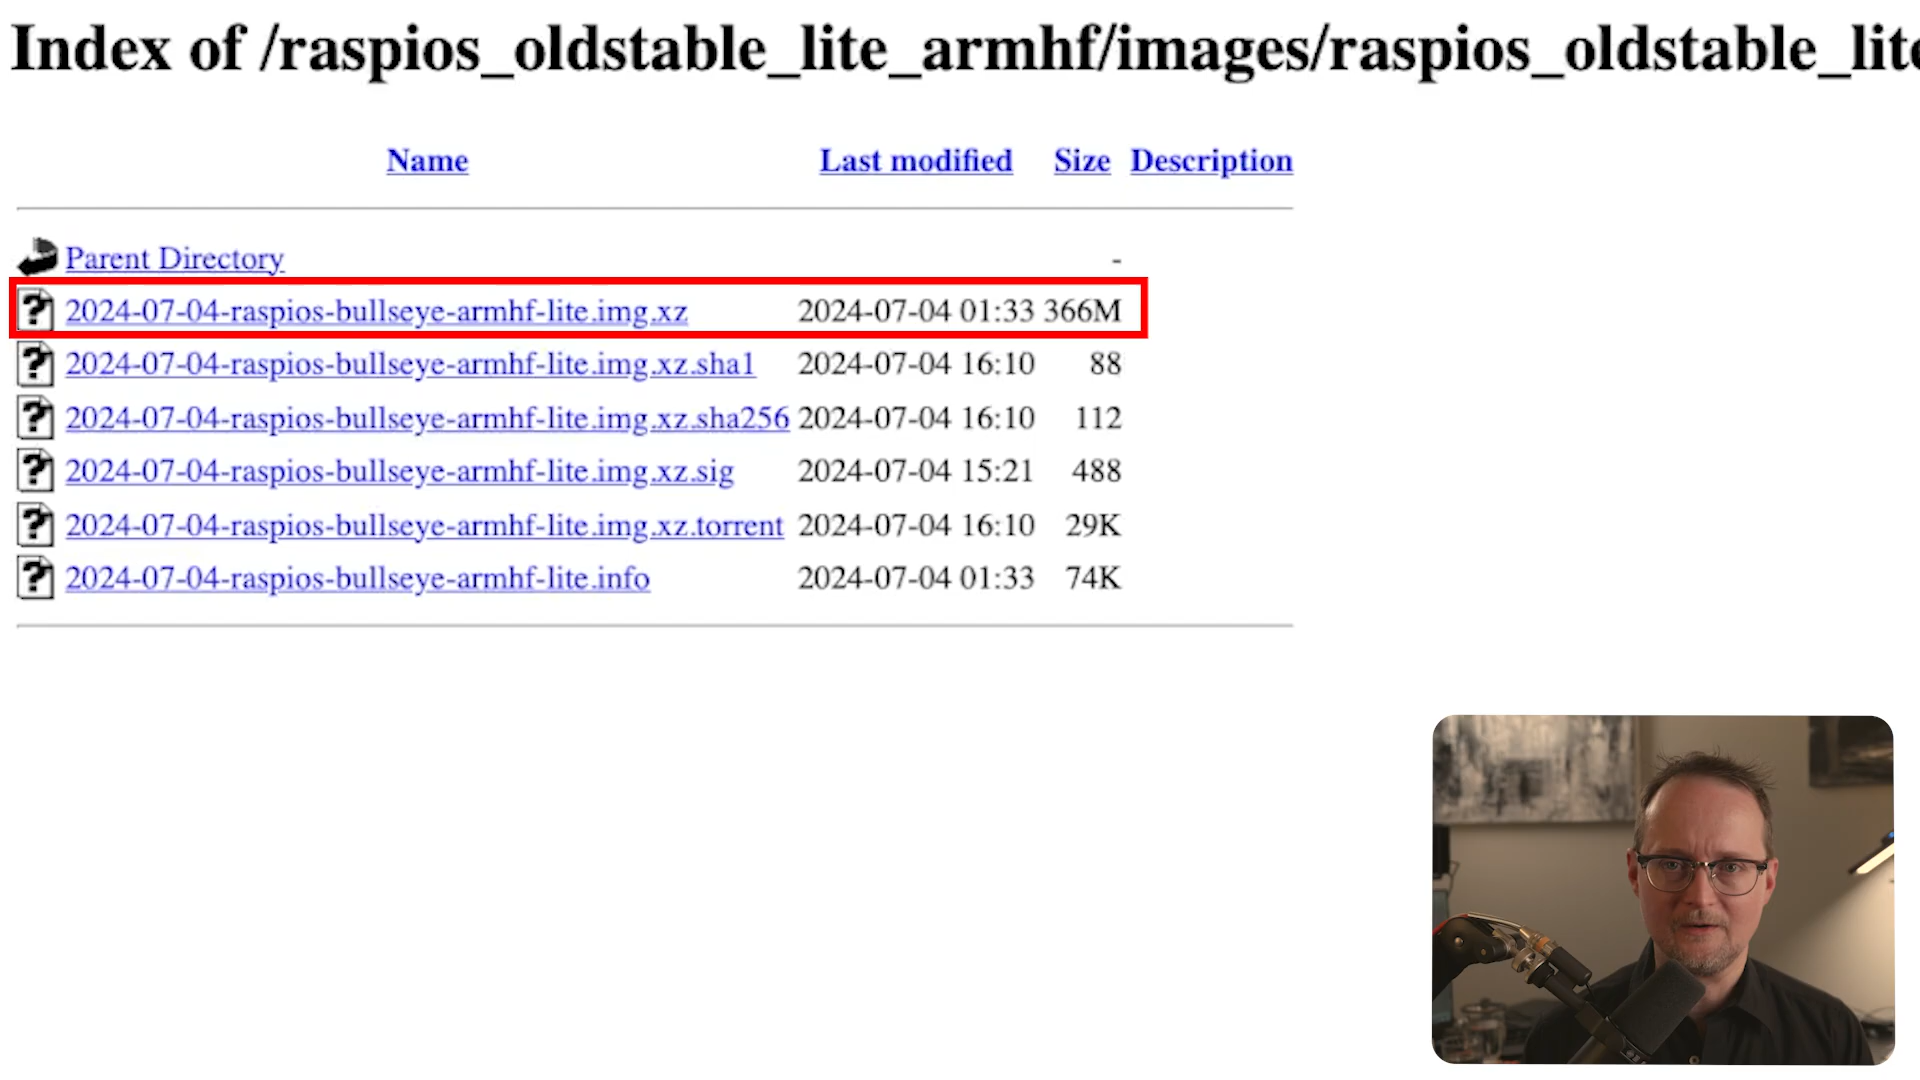 Index of /raspios_oldstable_lite_armhf/images/raspios_oldstable_lite
Name Last modified Size Description
Parent Directory -
2024-07-04-raspios-bullseye-armhf-lite.img.xz 2024-07-04 01:33 366M
2024-07-04-raspios-bullseye-armhf-lite.img.xz.sha1 2024-07-04 16:10 88
2024-07-04-raspios-bullseye-armhf-lite.img.xz.sha256 2024-07-04 16:10 112
2024-07-04-raspios-bullseye-armhf-lite.img.xz.sig 2024-07-04 15:21 488
2024-07-04-raspios-bullseye-armhf-lite.img.xz.torrent 2024-07-04 16:10 29K
2024-07-04-raspios-bullseye-armhf-lite.info 2024-07-04 01:33 74K